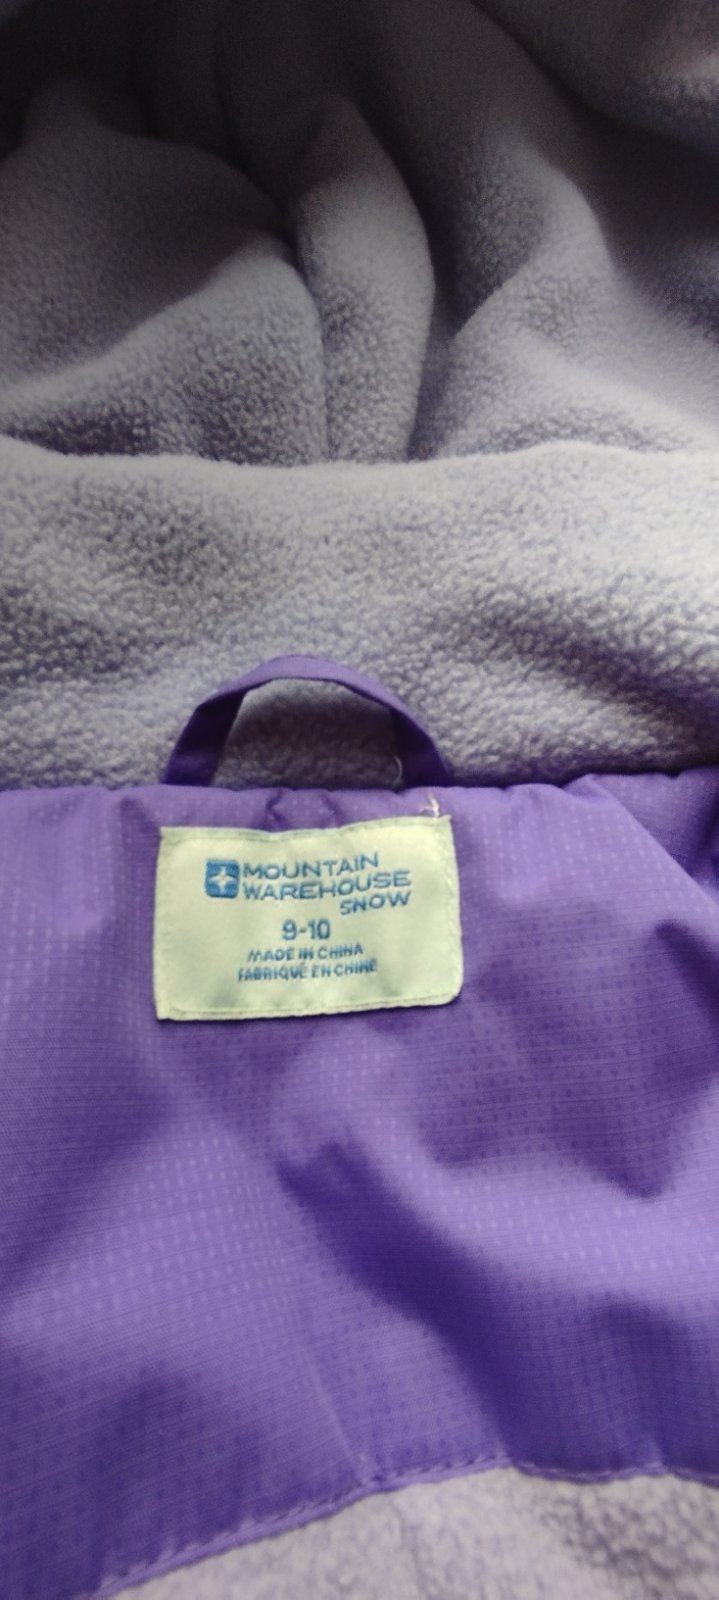 MOUNTAIN
WAREHOUSE
SNOW
9-10
MADE IN CHINA
FABRIQUÉ EN CHINE